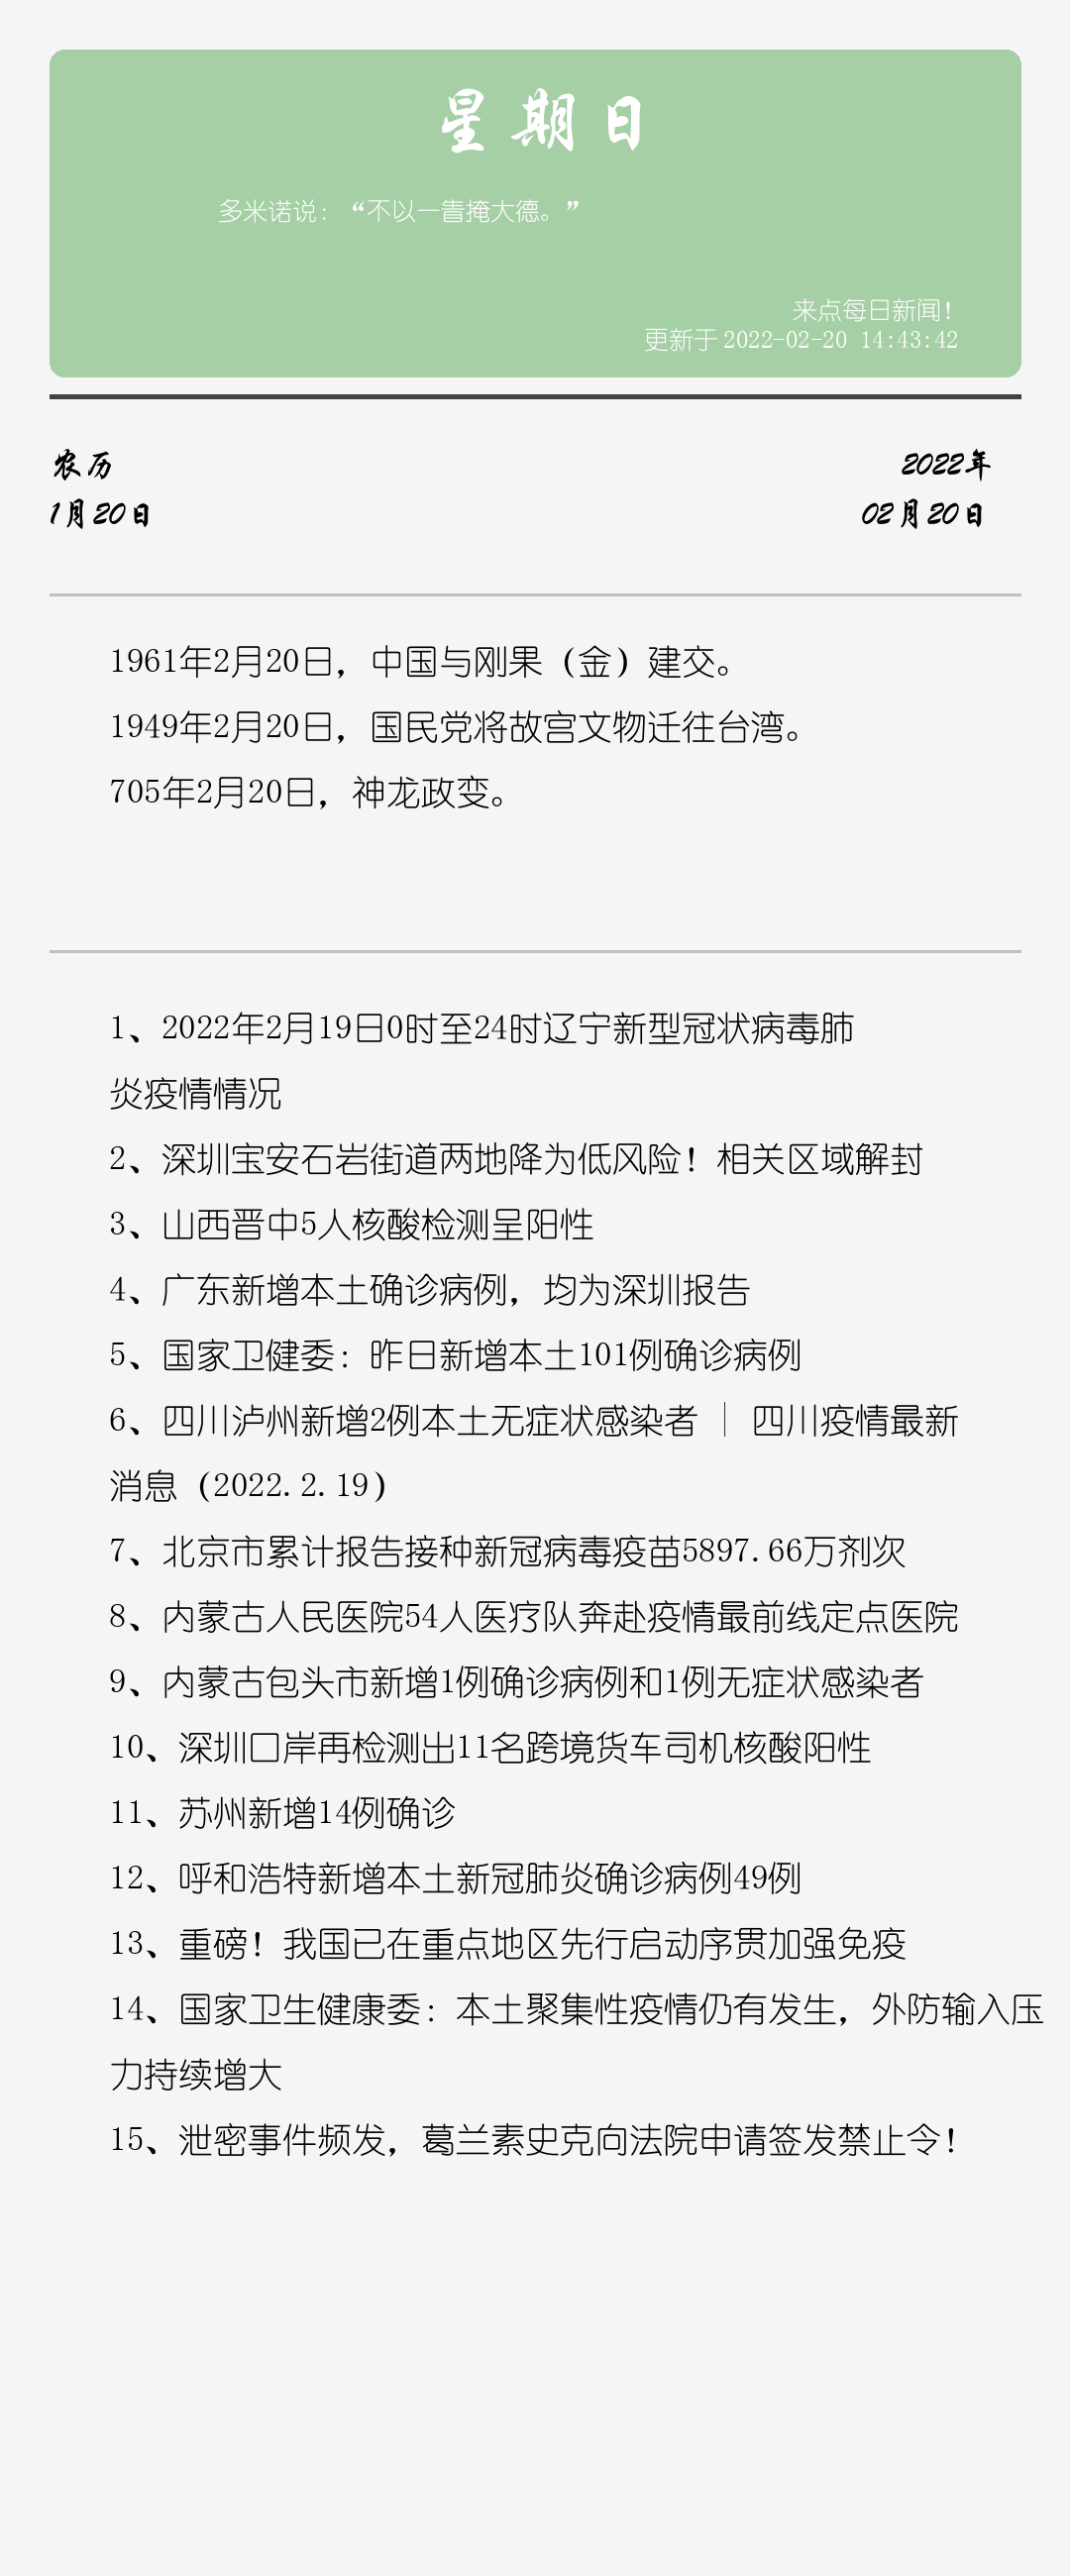 星期日
多米诺说：“不以一眚掩大德。”
来点每日新闻！
更新于 2022-02-20 14:43:42
农历
2022年
1月20日
02月20日
1961年2月20日，中国与刚果（金）建交。
1949年2月20日，国民党将故宫文物迁往台湾。
705年2月20日，神龙政变。
1、2022年2月19日0时至24时辽宁新型冠状病毒肺
炎疫情情况
2、深圳宝安石岩街道两地降为低风险！相关区域解封
3、山西晋中5人核酸检测呈阳性
4、广东新增本土确诊病例，均为深圳报告
5、国家卫健委：昨日新增本土101例确诊病例
6、四川泸州新增2例本土无症状感染者 | 四川疫情最新
消息（2022.2.19）
7、北京市累计报告接种新冠病毒疫苗5897.66万剂次
8、内蒙古人民医院54人医疗队奔赴疫情最前线定点医院
9、内蒙古包头市新增1例确诊病例和1例无症状感染者
10、深圳口岸再检测出11名跨境货车司机核酸阳性
11、苏州新增14例确诊
12、呼和浩特新增本土新冠肺炎确诊病例49例
13、重磅！我国已在重点地区先行启动序贯加强免疫
14、国家卫生健康委：本土聚集性疫情仍有发生，外防输入压
力持续增大
15、泄密事件频发，葛兰素史克向法院申请签发禁止令！